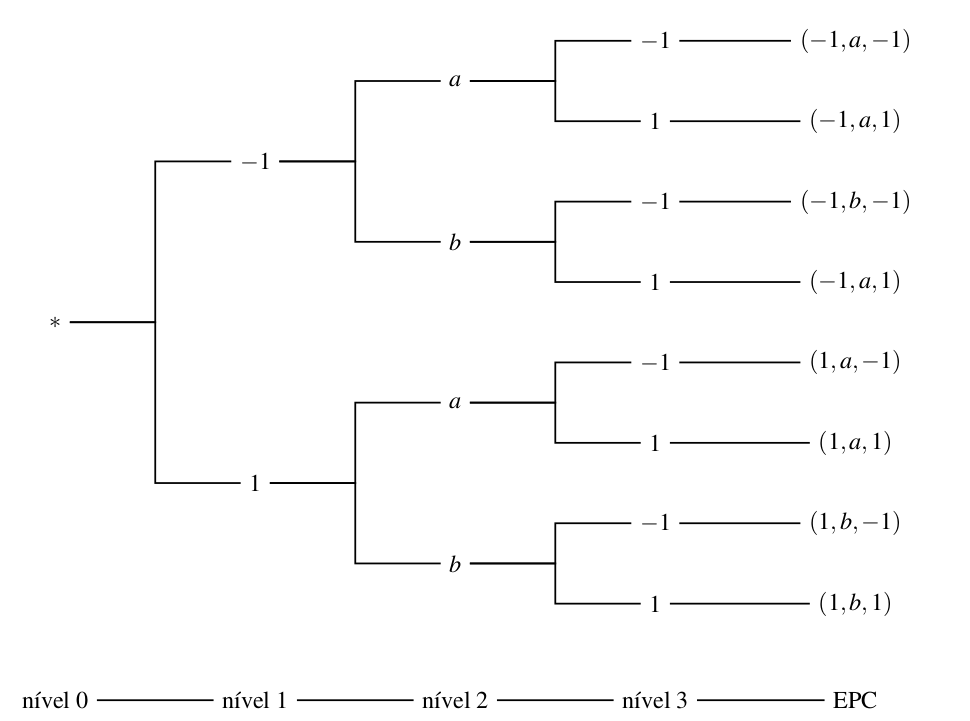 −1 (−1, a, −1)
a
1 (−1, a, 1)
−1
−1 (−1, b, −1)
b
1 (−1, a, 1)
*
−1 (1, a, −1)
a
1 (1, a, 1)
1
−1 (1, b, −1)
b
1 (1, b, 1)
nível 0 nível 1 nível 2 nível 3 EPC